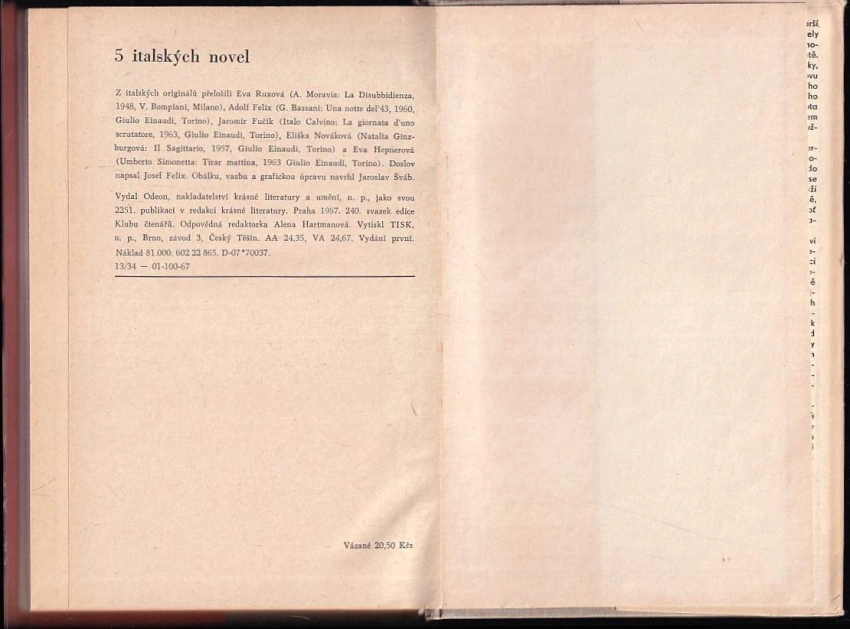 5 italských novel
Z italských originálů přeložili Eva Ruxová (A. Moravia: La Disubbidienza,
1948, V. Bompiani, Milano), Adolf Felix (G. Bassani: Una notte del'43, 1960,
Giulio Einaudi, Torino), Jaromír Fučík (Italo Calvino: La giornata d'uno
scrutatore, 1963, Giulio Einaudi, Torino), Eliška Nováková (Natalia Ginz-
burgová: Il Sagittario, 1957, Giulio Einaudi, Torino) a Eva Hepnerová
(Umberto Simonetta: Tirar mattina, 1963 Giulio Einaudi, Torino). Doslov
napsal Josef Felix. Obálku, vazbu a grafickou úpravu navrhl Jaroslav Šváb.
Vydal Odeon, nakladatelství krásné literatury a umění, n. p., jako svou
2251. publikaci v redakci krásné literatury. Praha 1967. 240. svazek edice
Klubu čtenářů. Odpovědná redaktorka Alena Hartmanová. Vytiskl TISK,
n. p., Brno, závod 3, Český Těšín. AA 24,35, VA 24,67, Vydání první.
Náklad 81.000. 602 22 865. D-07*70037.
13/34 — 01-100-67
Vázané 20,50 Kčs